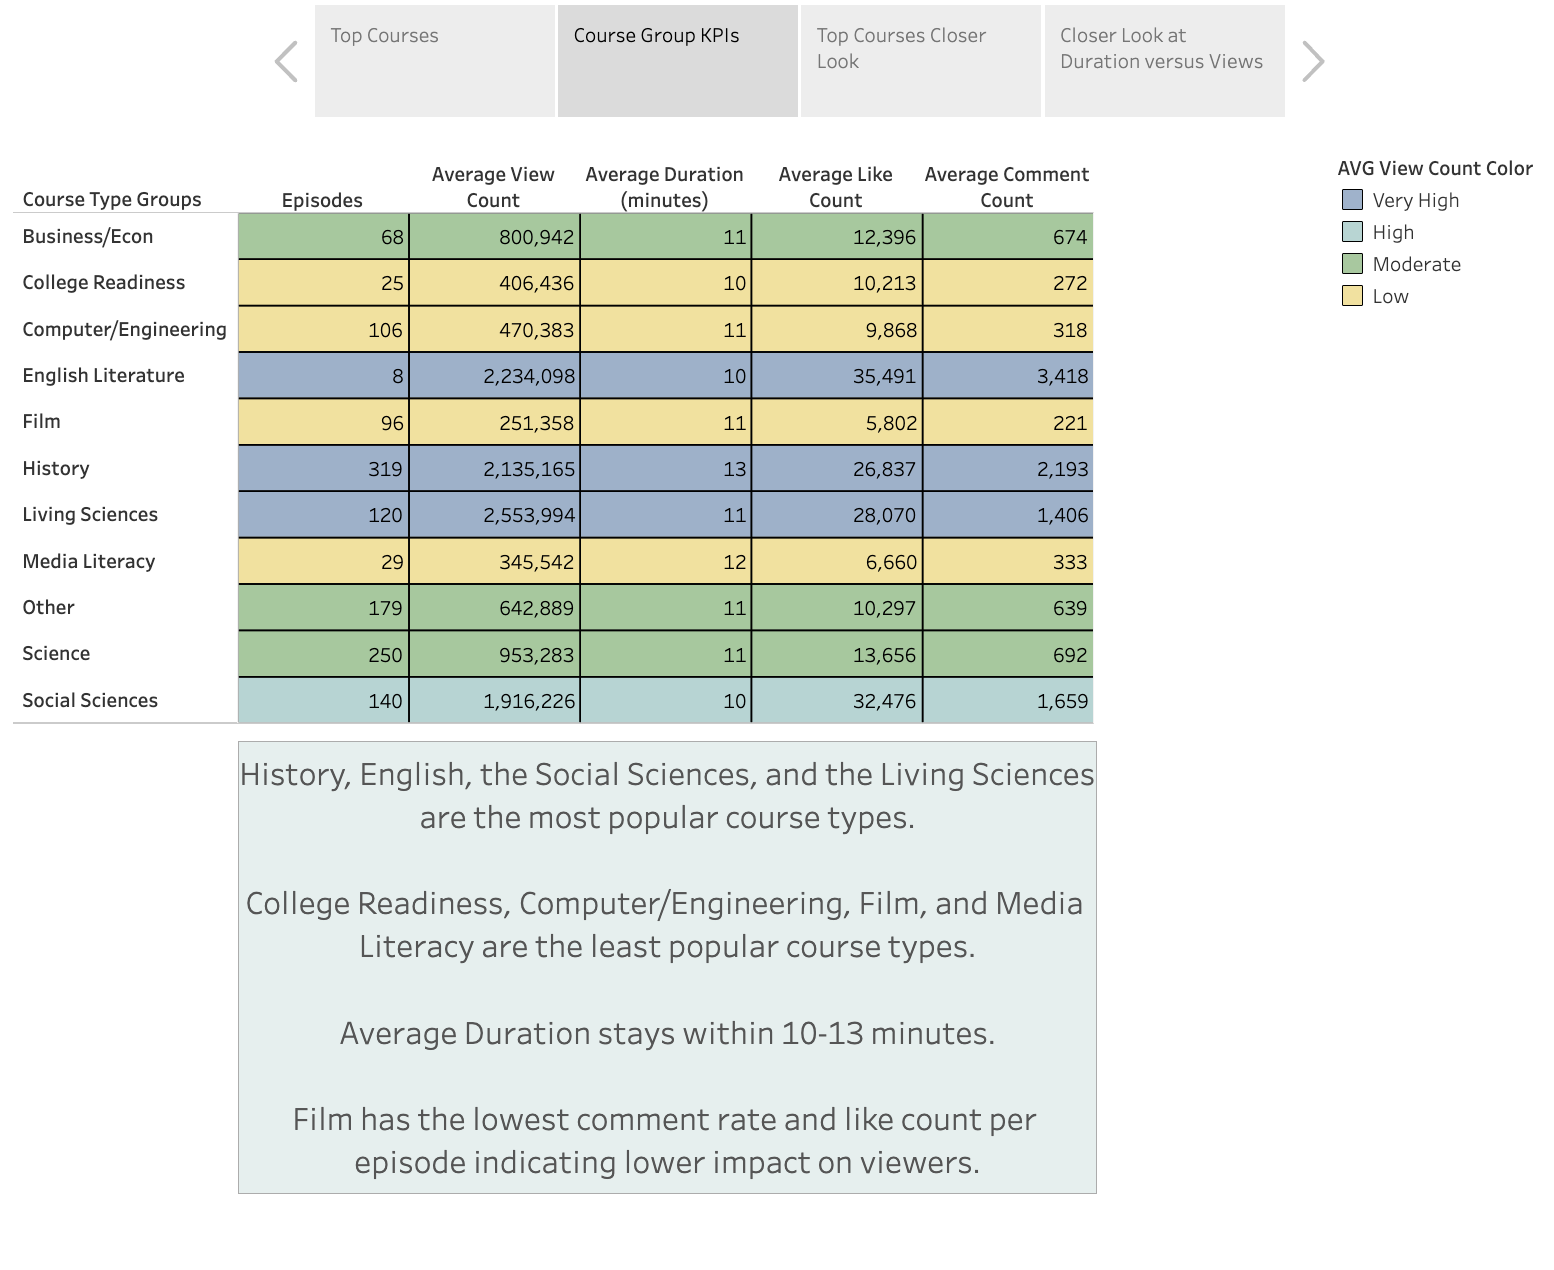 Top Courses
Course Group KPIs
Top Courses Closer
Look
Closer Look at
Duration versus Views
Course Type Groups Episodes Average View Count Average Duration (minutes) Average Like Count Average Comment Count
Business/Econ 68 800,942 11 12,396 674
College Readiness 25 406,436 10 10,213 272
Computer/Engineering 106 470,383 11 9,868 318
English Literature 8 2,234,098 10 35,491 3,418
Film 96 251,358 11 5,802 221
History 319 2,135,165 13 26,837 2,193
Living Sciences 120 2,553,994 11 28,070 1,406
Media Literacy 29 345,542 12 6,660 333
Other 179 642,889 11 10,297 639
Science 250 953,283 11 13,656 692
Social Sciences 140 1,916,226 10 32,476 1,659
AVG View Count Color
Very High
High
Moderate
Low
History, English, the Social Sciences, and the Living Sciences
are the most popular course types.
College Readiness, Computer/Engineering, Film, and Media
Literacy are the least popular course types.
Average Duration stays within 10-13 minutes.
Film has the lowest comment rate and like count per
episode indicating lower impact on viewers.